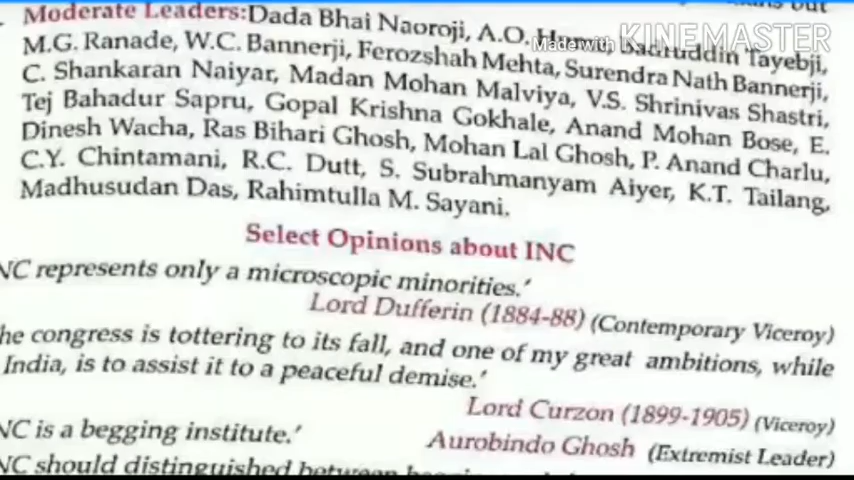 but
Moderate Leaders: Dada Bhai Naoroji, A.O. Badruddin Tayebji,
Made with KINEMASTER
M.G. Ranade, W.C. Bannerji, Ferozshah Mehta, Surendra Nath Bannerji,
C. Shankaran Naiyar, Madan Mohan Malviya, V.S. Shrinivas Shastri,
Tej Bahadur Sapru, Gopal Krishna Gokhale, Anand Mohan Bose, E.
Dinesh Wacha, Ras Bihari Ghosh, Mohan Lal Ghosh, P. Anand Charlu,
C.Y. Chintamani, R.C. Dutt, S. Subrahmanyam Aiyer, K.T. Tailang,
Madhusudan Das, Rahimtulla M. Sayani.
Select Opinions about INC
NC represents only a microscopic minorities.'
Lord Dufferin (1884-88) (Contemporary Viceroy)
he congress is tottering to its fall, and one of my great ambitions, while
India, is to assist it to a peaceful demise.'
Lord Curzon (1899-1905) (Viceroy)
NC is a begging institute.'
Aurobindo Ghosh (Extremist Leader)
NC should distinguished between